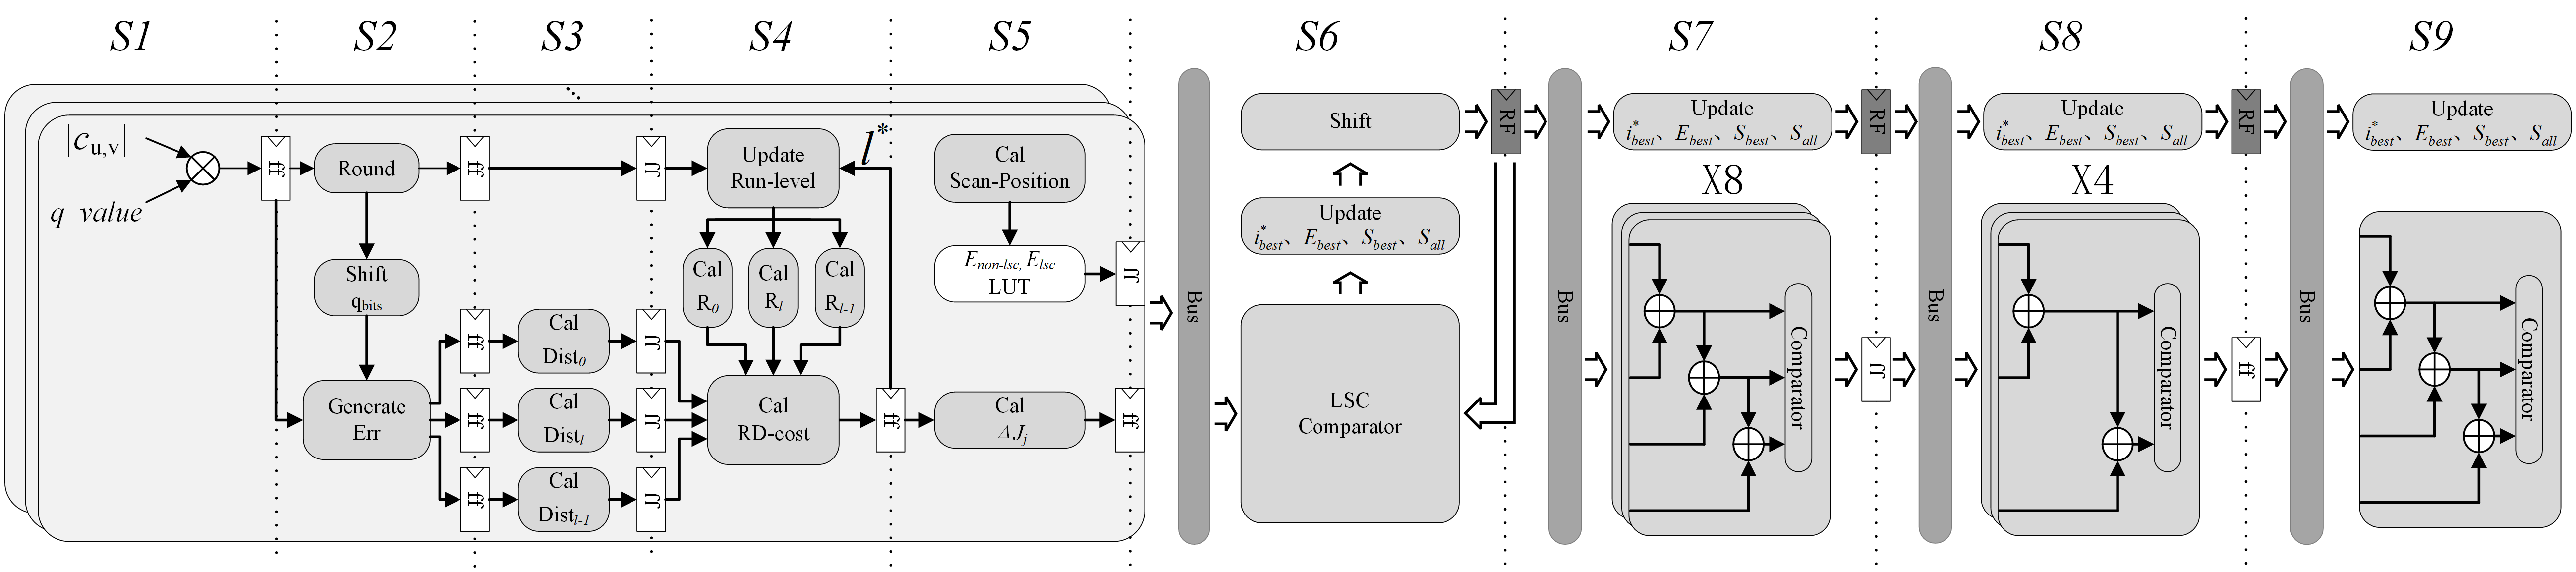 S1 S2 S3 S4 S5 S6 S7 S8 S9
|c_{u,v}|
q_value
ff
Round
Shift
q_{bits}
Generate
Err
ff
ff
ff
ff
Cal
Dist_0
Cal
Dist_l
Cal
Dist_{l-1}
ff
ff
ff
ff
Update
Run-level
l^*
Cal
R_0
Cal
R_l
Cal
R_{l-1}
Cal
RD-cost
ff
Cal
Scan-Position
E_{non-lsc}, E_{lsc}
LUT
Cal
ΔJ_j
ff
ff
Bus
Shift
Update
i^*_{best}、E_{best}、S_{best}、S_{all}
LSC
Comparator
RF
Bus
Update
i^*_{best}、E_{best}、S_{best}、S_{all}
X8
Comparator
RF
ff
Bus
Update
i^*_{best}、E_{best}、S_{best}、S_{all}
X4
Comparator
RF
ff
Bus
Update
i^*_{best}、E_{best}、S_{best}、S_{all}
Comparator